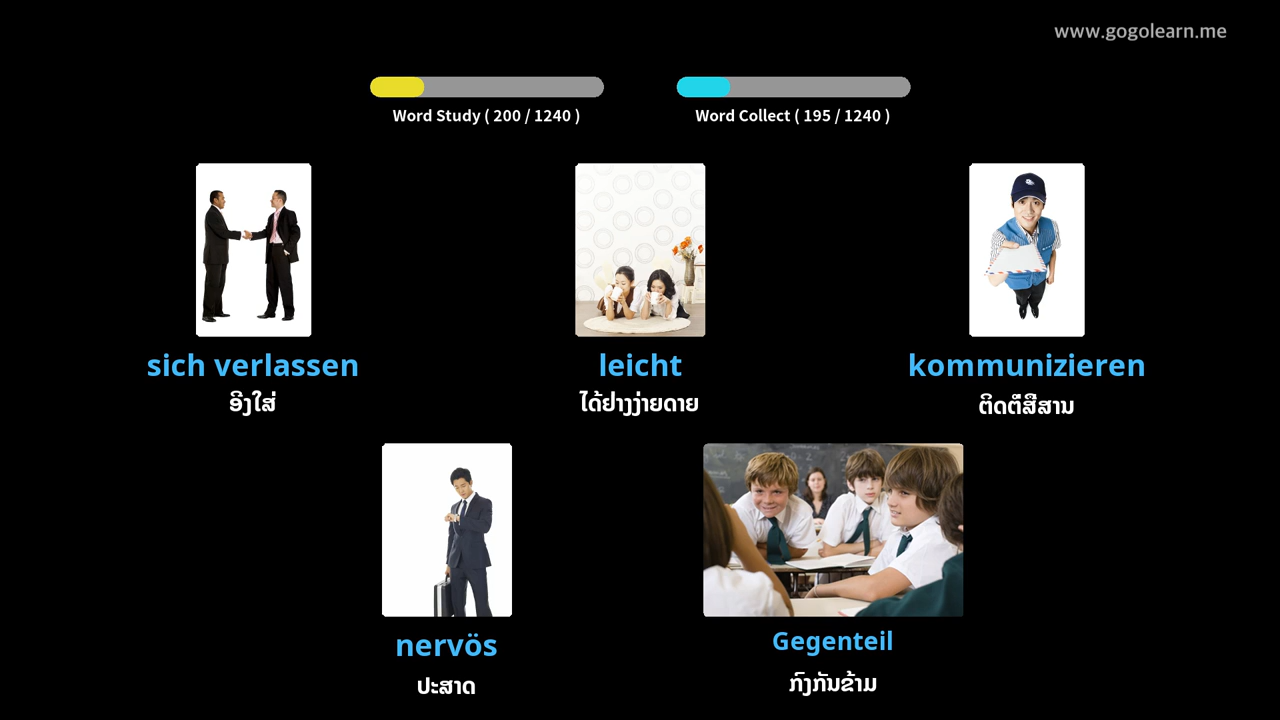 www.gogolearn.me
Word Study ( 200 / 1240 )
Word Collect ( 195 / 1240 )
sich verlassen
ອີງໃສ່
leicht
ໄດ້ຢ່າງງ່າຍດາຍ
kommunizieren
ຕິດຕໍ່ສື່ສານ
nervös
ປະສາດ
Gegenteil
ກົງກັນຂ້າມ